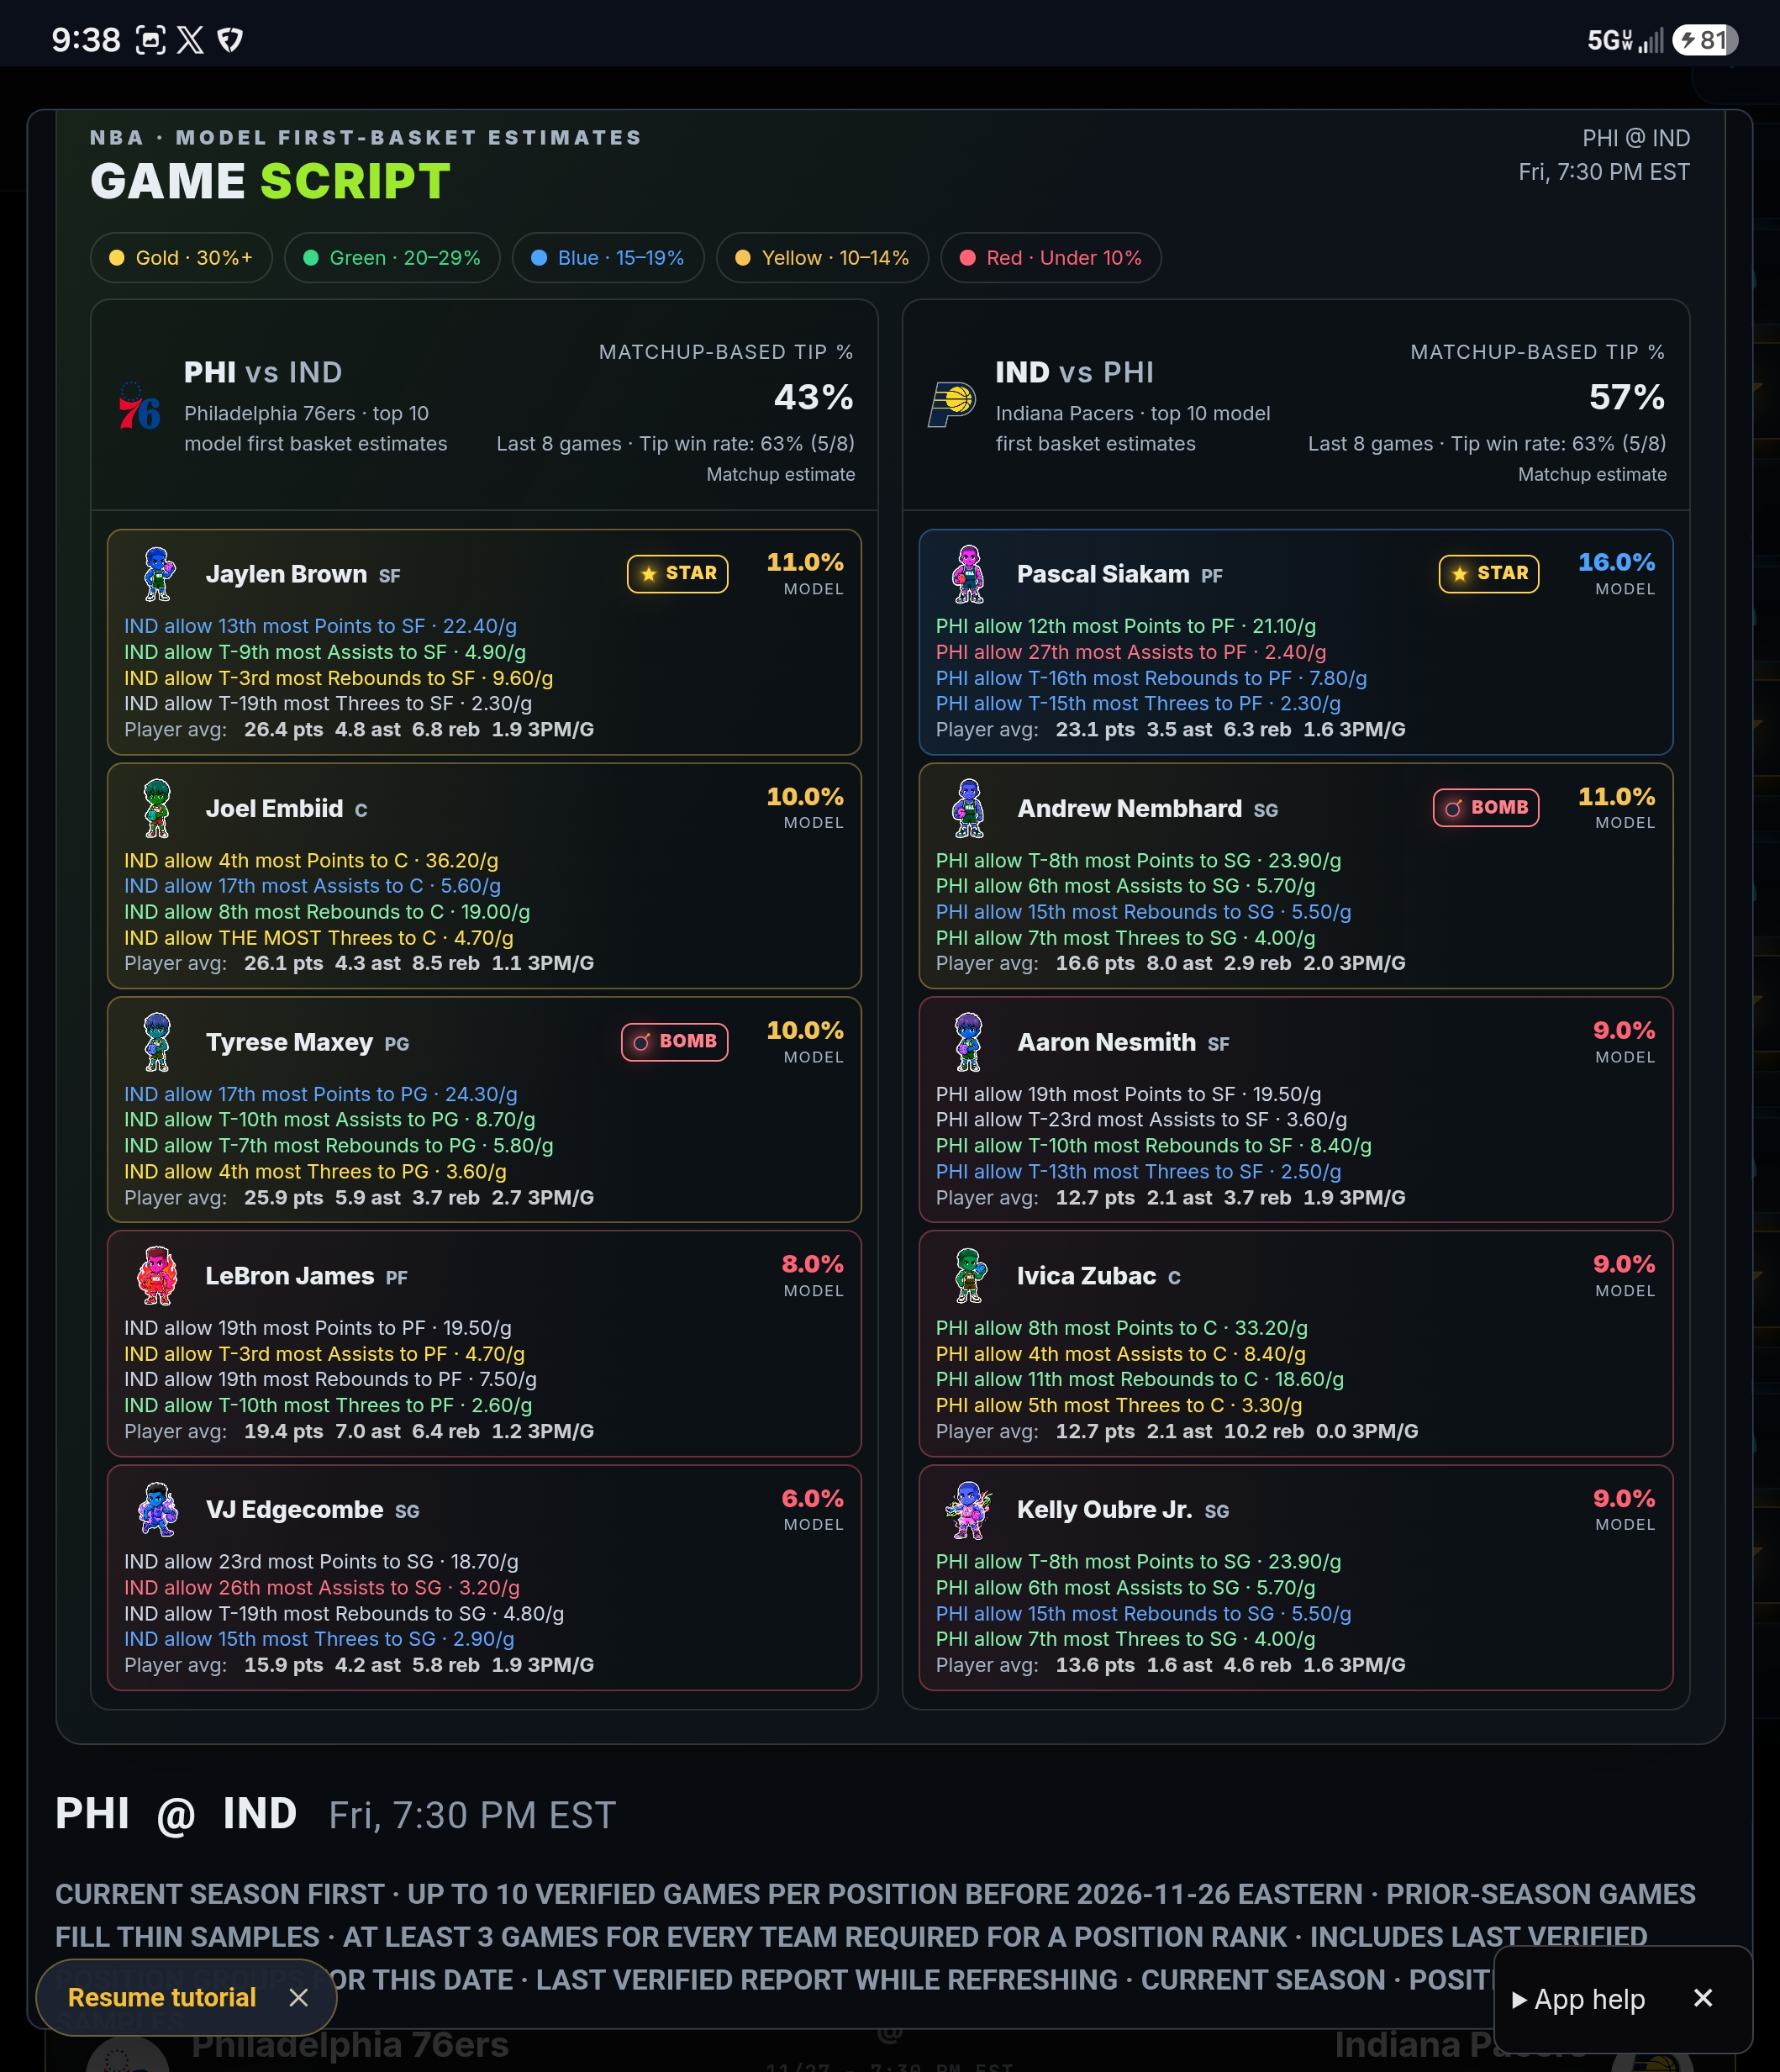 9:38
5G UW 81
NBA · MODEL FIRST-BASKET ESTIMATES
GAME SCRIPT
PHI @ IND
Fri, 7:30 PM EST
Gold · 30%+
Green · 20–29%
Blue · 15–19%
Yellow · 10–14%
Red · Under 10%
PHI vs IND
Philadelphia 76ers · top 10
model first basket estimates
MATCHUP-BASED TIP %
43%
Last 8 games · Tip win rate: 63% (5/8)
Matchup estimate
Jaylen Brown SF
STAR
11.0%
MODEL
IND allow 13th most Points to SF · 22.40/g
IND allow T-9th most Assists to SF · 4.90/g
IND allow T-3rd most Rebounds to SF · 9.60/g
IND allow T-19th most Threes to SF · 2.30/g
Player avg: 26.4 pts 4.8 ast 6.8 reb 1.9 3PM/G
Joel Embiid C
10.0%
MODEL
IND allow 4th most Points to C · 36.20/g
IND allow 17th most Assists to C · 5.60/g
IND allow 8th most Rebounds to C · 19.00/g
IND allow THE MOST Threes to C · 4.70/g
Player avg: 26.1 pts 4.3 ast 8.5 reb 1.1 3PM/G
Tyrese Maxey PG
BOMB
10.0%
MODEL
IND allow 17th most Points to PG · 24.30/g
IND allow T-10th most Assists to PG · 8.70/g
IND allow T-7th most Rebounds to PG · 5.80/g
IND allow 4th most Threes to PG · 3.60/g
Player avg: 25.9 pts 5.9 ast 3.7 reb 2.7 3PM/G
LeBron James PF
8.0%
MODEL
IND allow 19th most Points to PF · 19.50/g
IND allow T-3rd most Assists to PF · 4.70/g
IND allow 19th most Rebounds to PF · 7.50/g
IND allow T-10th most Threes to PF · 2.60/g
Player avg: 19.4 pts 7.0 ast 6.4 reb 1.2 3PM/G
VJ Edgecombe SG
6.0%
MODEL
IND allow 23rd most Points to SG · 18.70/g
IND allow 26th most Assists to SG · 3.20/g
IND allow T-19th most Rebounds to SG · 4.80/g
IND allow 15th most Threes to SG · 2.90/g
Player avg: 15.9 pts 4.2 ast 5.8 reb 1.9 3PM/G
IND vs PHI
Indiana Pacers · top 10 model
first basket estimates
MATCHUP-BASED TIP %
57%
Last 8 games · Tip win rate: 63% (5/8)
Matchup estimate
Pascal Siakam PF
STAR
16.0%
MODEL
PHI allow 12th most Points to PF · 21.10/g
PHI allow 27th most Assists to PF · 2.40/g
PHI allow T-16th most Rebounds to PF · 7.80/g
PHI allow T-15th most Threes to PF · 2.30/g
Player avg: 23.1 pts 3.5 ast 6.3 reb 1.6 3PM/G
Andrew Nembhard SG
BOMB
11.0%
MODEL
PHI allow T-8th most Points to SG · 23.90/g
PHI allow 6th most Assists to SG · 5.70/g
PHI allow 15th most Rebounds to SG · 5.50/g
PHI allow 7th most Threes to SG · 4.00/g
Player avg: 16.6 pts 8.0 ast 2.9 reb 2.0 3PM/G
Aaron Nesmith SF
9.0%
MODEL
PHI allow 19th most Points to SF · 19.50/g
PHI allow T-23rd most Assists to SF · 3.60/g
PHI allow T-10th most Rebounds to SF · 8.40/g
PHI allow T-13th most Threes to SF · 2.50/g
Player avg: 12.7 pts 2.1 ast 3.7 reb 1.9 3PM/G
Ivica Zubac C
9.0%
MODEL
PHI allow 8th most Points to C · 33.20/g
PHI allow 4th most Assists to C · 8.40/g
PHI allow 11th most Rebounds to C · 18.60/g
PHI allow 5th most Threes to C · 3.30/g
Player avg: 12.7 pts 2.1 ast 10.2 reb 0.0 3PM/G
Kelly Oubre Jr. SG
9.0%
MODEL
PHI allow T-8th most Points to SG · 23.90/g
PHI allow 6th most Assists to SG · 5.70/g
PHI allow 15th most Rebounds to SG · 5.50/g
PHI allow 7th most Threes to SG · 4.00/g
Player avg: 13.6 pts 1.6 ast 4.6 reb 1.6 3PM/G
PHI @ IND Fri, 7:30 PM EST
CURRENT SEASON FIRST · UP TO 10 VERIFIED GAMES PER POSITION BEFORE 2026-11-26 EASTERN · PRIOR-SEASON GAMES
FILL THIN SAMPLES · AT LEAST 3 GAMES FOR EVERY TEAM REQUIRED FOR A POSITION RANK · INCLUDES LAST VERIFIED
POSITION GROUPS FOR THIS DATE · LAST VERIFIED REPORT WHILE REFRESHING · CURRENT SEASON ·
SAMPLES
Resume tutorial ×
App help ×
Philadelphia 76ers
@
Indiana
11/27 - 7:30 PM EST